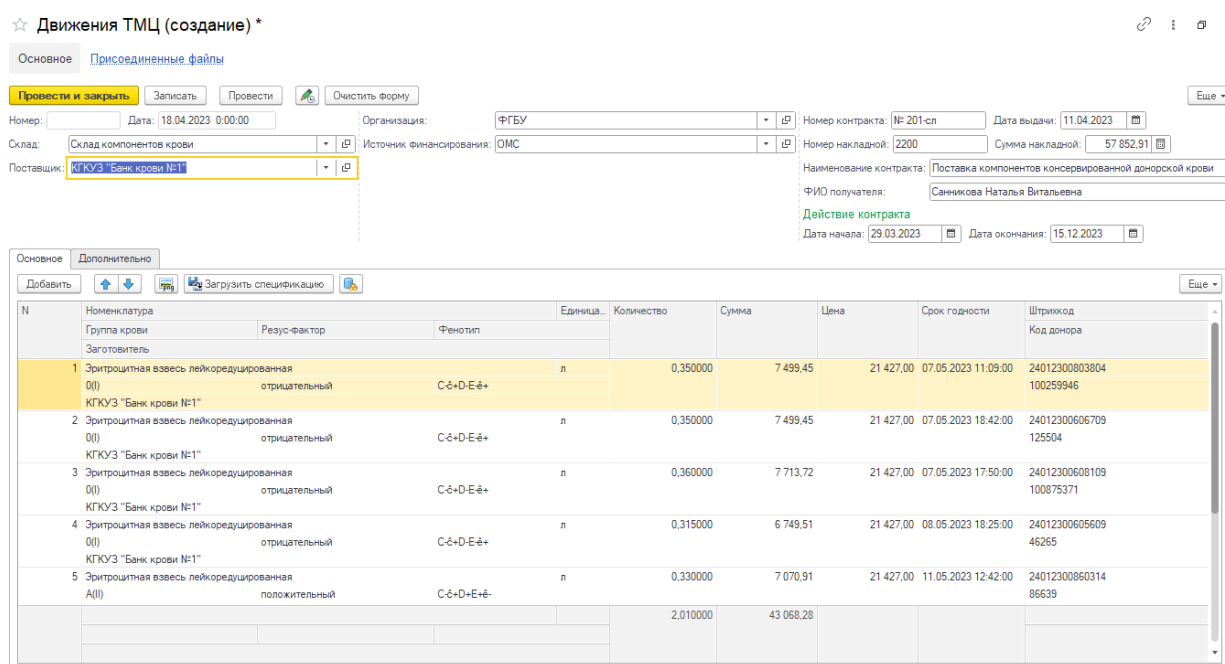 Движения ТМЦ (создание) *
Основное Присоединенные файлы
Провести и закрыть Записать Провести Очистить форму Еще
Номер: Дата: 18.04.2023 0:00:00 Организация: ФГБУ Номер контракта: № 201-сл Дата выдачи: 11.04.2023
Склад: Склад компонентов крови Источник финансирования: ОМС Номер накладной: 2200 Сумма накладной: 57 852,91
Поставщик: КГКУЗ "Банк крови №1" Наименование контракта: Поставка компонентов консервированной донорской крови
ФИО получателя: Санникова Наталья Витальевна
Действие контракта
Дата начала: 29.03.2023 Дата окончания: 15.12.2023
Основное Дополнительно
Добавить png Загрузить спецификацию Еще
N Номенклатура Единица... Количество Сумма Цена Срок годности Штрихкод
Группа крови Резус-фактор Фенотип Код донора
Заготовитель
1 Эритроцитная взвесь лейкоредуцированная л 0,350000 7 499,45 21 427,00 07.05.2023 11:09:00 24012300803804
0(I) отрицательный C-ĉ+D-E-ê+ 100259946
КГКУЗ "Банк крови №1"
2 Эритроцитная взвесь лейкоредуцированная л 0,350000 7 499,45 21 427,00 07.05.2023 18:42:00 24012300606709
0(I) отрицательный C-ĉ+D-E-ê+ 125504
КГКУЗ "Банк крови №1"
3 Эритроцитная взвесь лейкоредуцированная л 0,360000 7 713,72 21 427,00 07.05.2023 17:50:00 24012300608109
0(I) отрицательный C-ĉ+D-E-ê+ 100875371
КГКУЗ "Банк крови №1"
4 Эритроцитная взвесь лейкоредуцированная л 0,315000 6 749,51 21 427,00 08.05.2023 18:25:00 24012300605609
0(I) отрицательный C-ĉ+D-E-ê+ 46265
КГКУЗ "Банк крови №1"
5 Эритроцитная взвесь лейкоредуцированная л 0,330000 7 070,91 21 427,00 11.05.2023 12:42:00 24012300860314
A(II) положительный C-ĉ+D+E+ê- 86639
2,010000 43 068,28